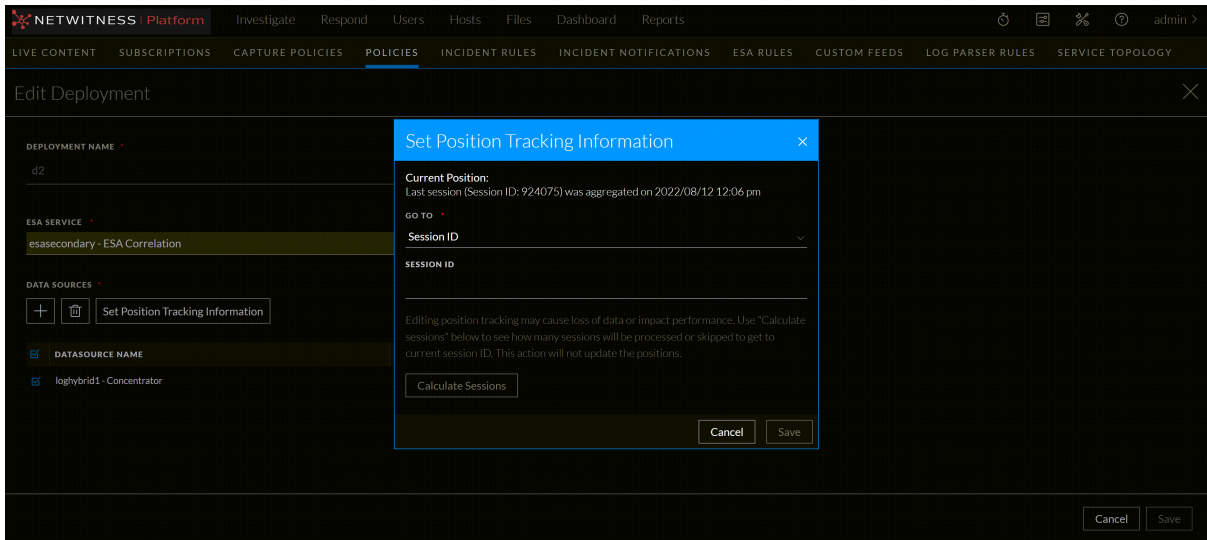 NETWITNESS Platform Investigate Respond Users Hosts Files Dashboard Reports admin >
LIVE CONTENT SUBSCRIPTIONS CAPTURE POLICIES POLICIES INCIDENT RULES INCIDENT NOTIFICATIONS ESA RULES CUSTOM FEEDS LOG PARSER RULES SERVICE TOPOLOGY
Edit Deployment
DEPLOYMENT NAME *
d2
ESA SERVICE *
esasecondary - ESA Correlation
DATA SOURCES *
Set Position Tracking Information
DATASOURCE NAME
loghybrid1 - Concentrator
Set Position Tracking Information
Current Position:
Last session (Session ID: 924075) was aggregated on 2022/08/12 12:06 pm
GO TO *
Session ID
SESSION ID
Editing position tracking may cause loss of data or impact performance. Use "Calculate
sessions" below to see how many sessions will be processed or skipped to get to
current session ID. This action will not update the positions.
Calculate Sessions
Cancel Save
Cancel Save